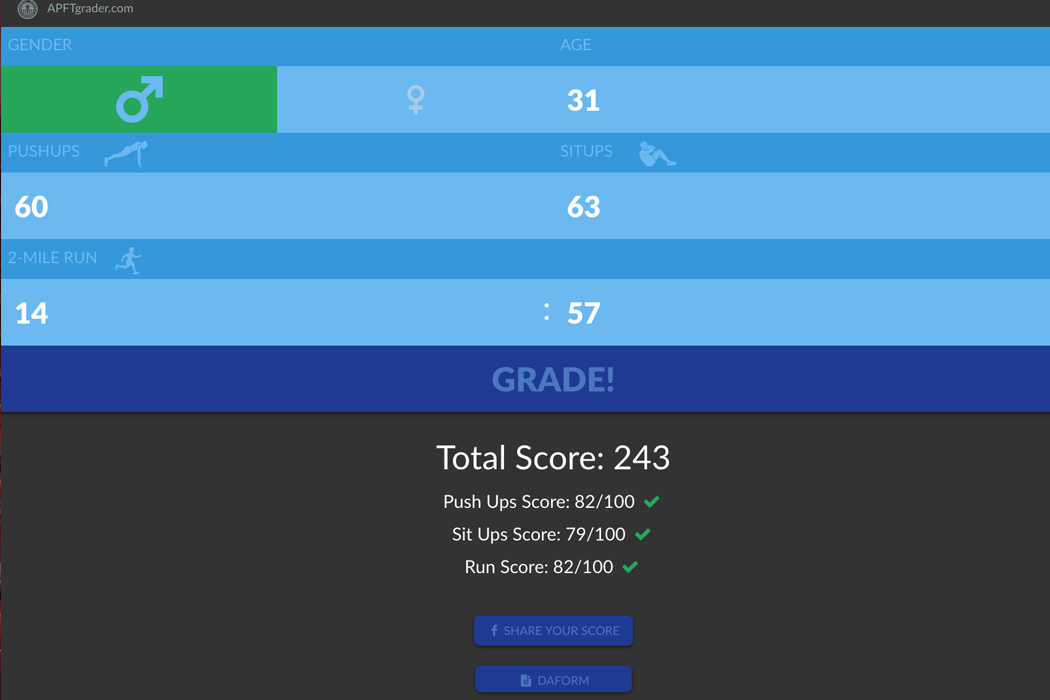 APFTgrader.com
GENDER AGE
31
PUSHUPS SITUPS
60 63
2-MILE RUN
14 : 57
GRADE!
Total Score: 243
Push Ups Score: 82/100
Sit Ups Score: 79/100
Run Score: 82/100
SHARE YOUR SCORE
DAFORM